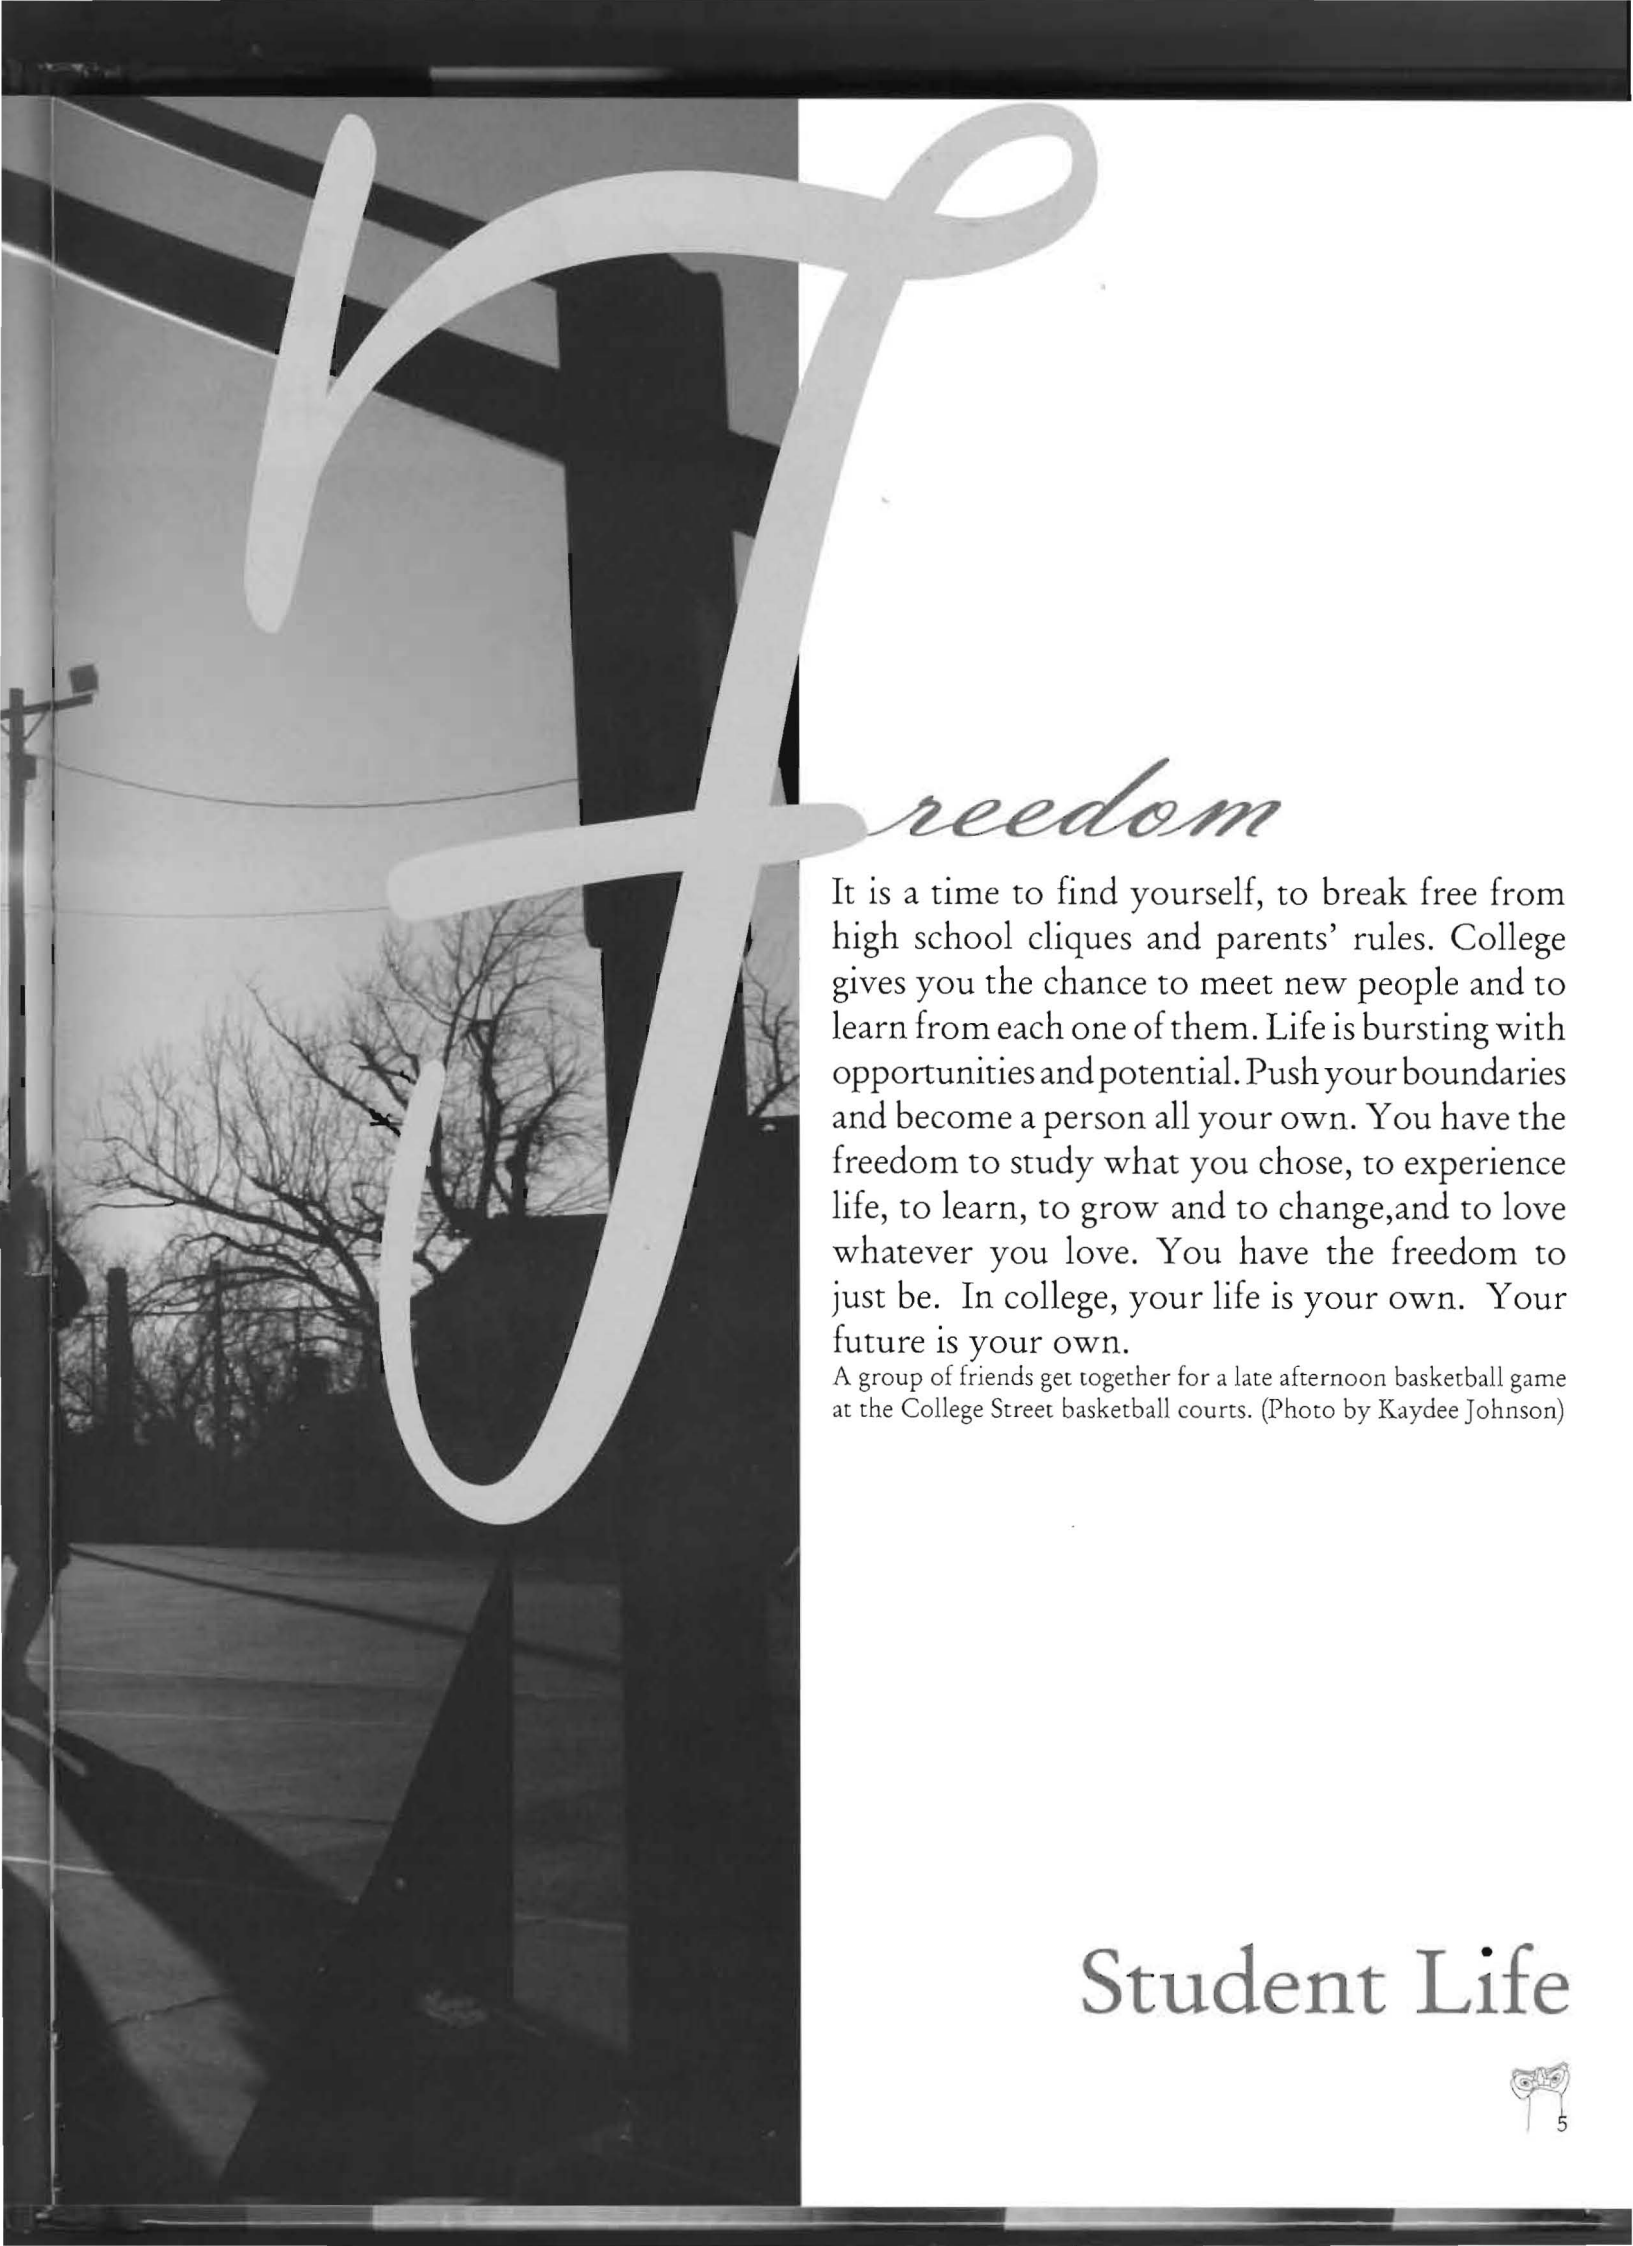 Freedom
It is a time to find yourself, to break free from
high school cliques and parents' rules. College
gives you the chance to meet new people and to
learn from each one of them. Life is bursting with
opportunities and potential. Push your boundaries
and become a person all your own. You have the
freedom to study what you chose, to experience
life, to learn, to grow and to change,and to love
whatever you love. You have the freedom to
just be. In college, your life is your own. Your
future is your own.
A group of friends get together for a late afternoon basketball game
at the College Street basketball courts. (Photo by Kaydee Johnson)
Student Life
5